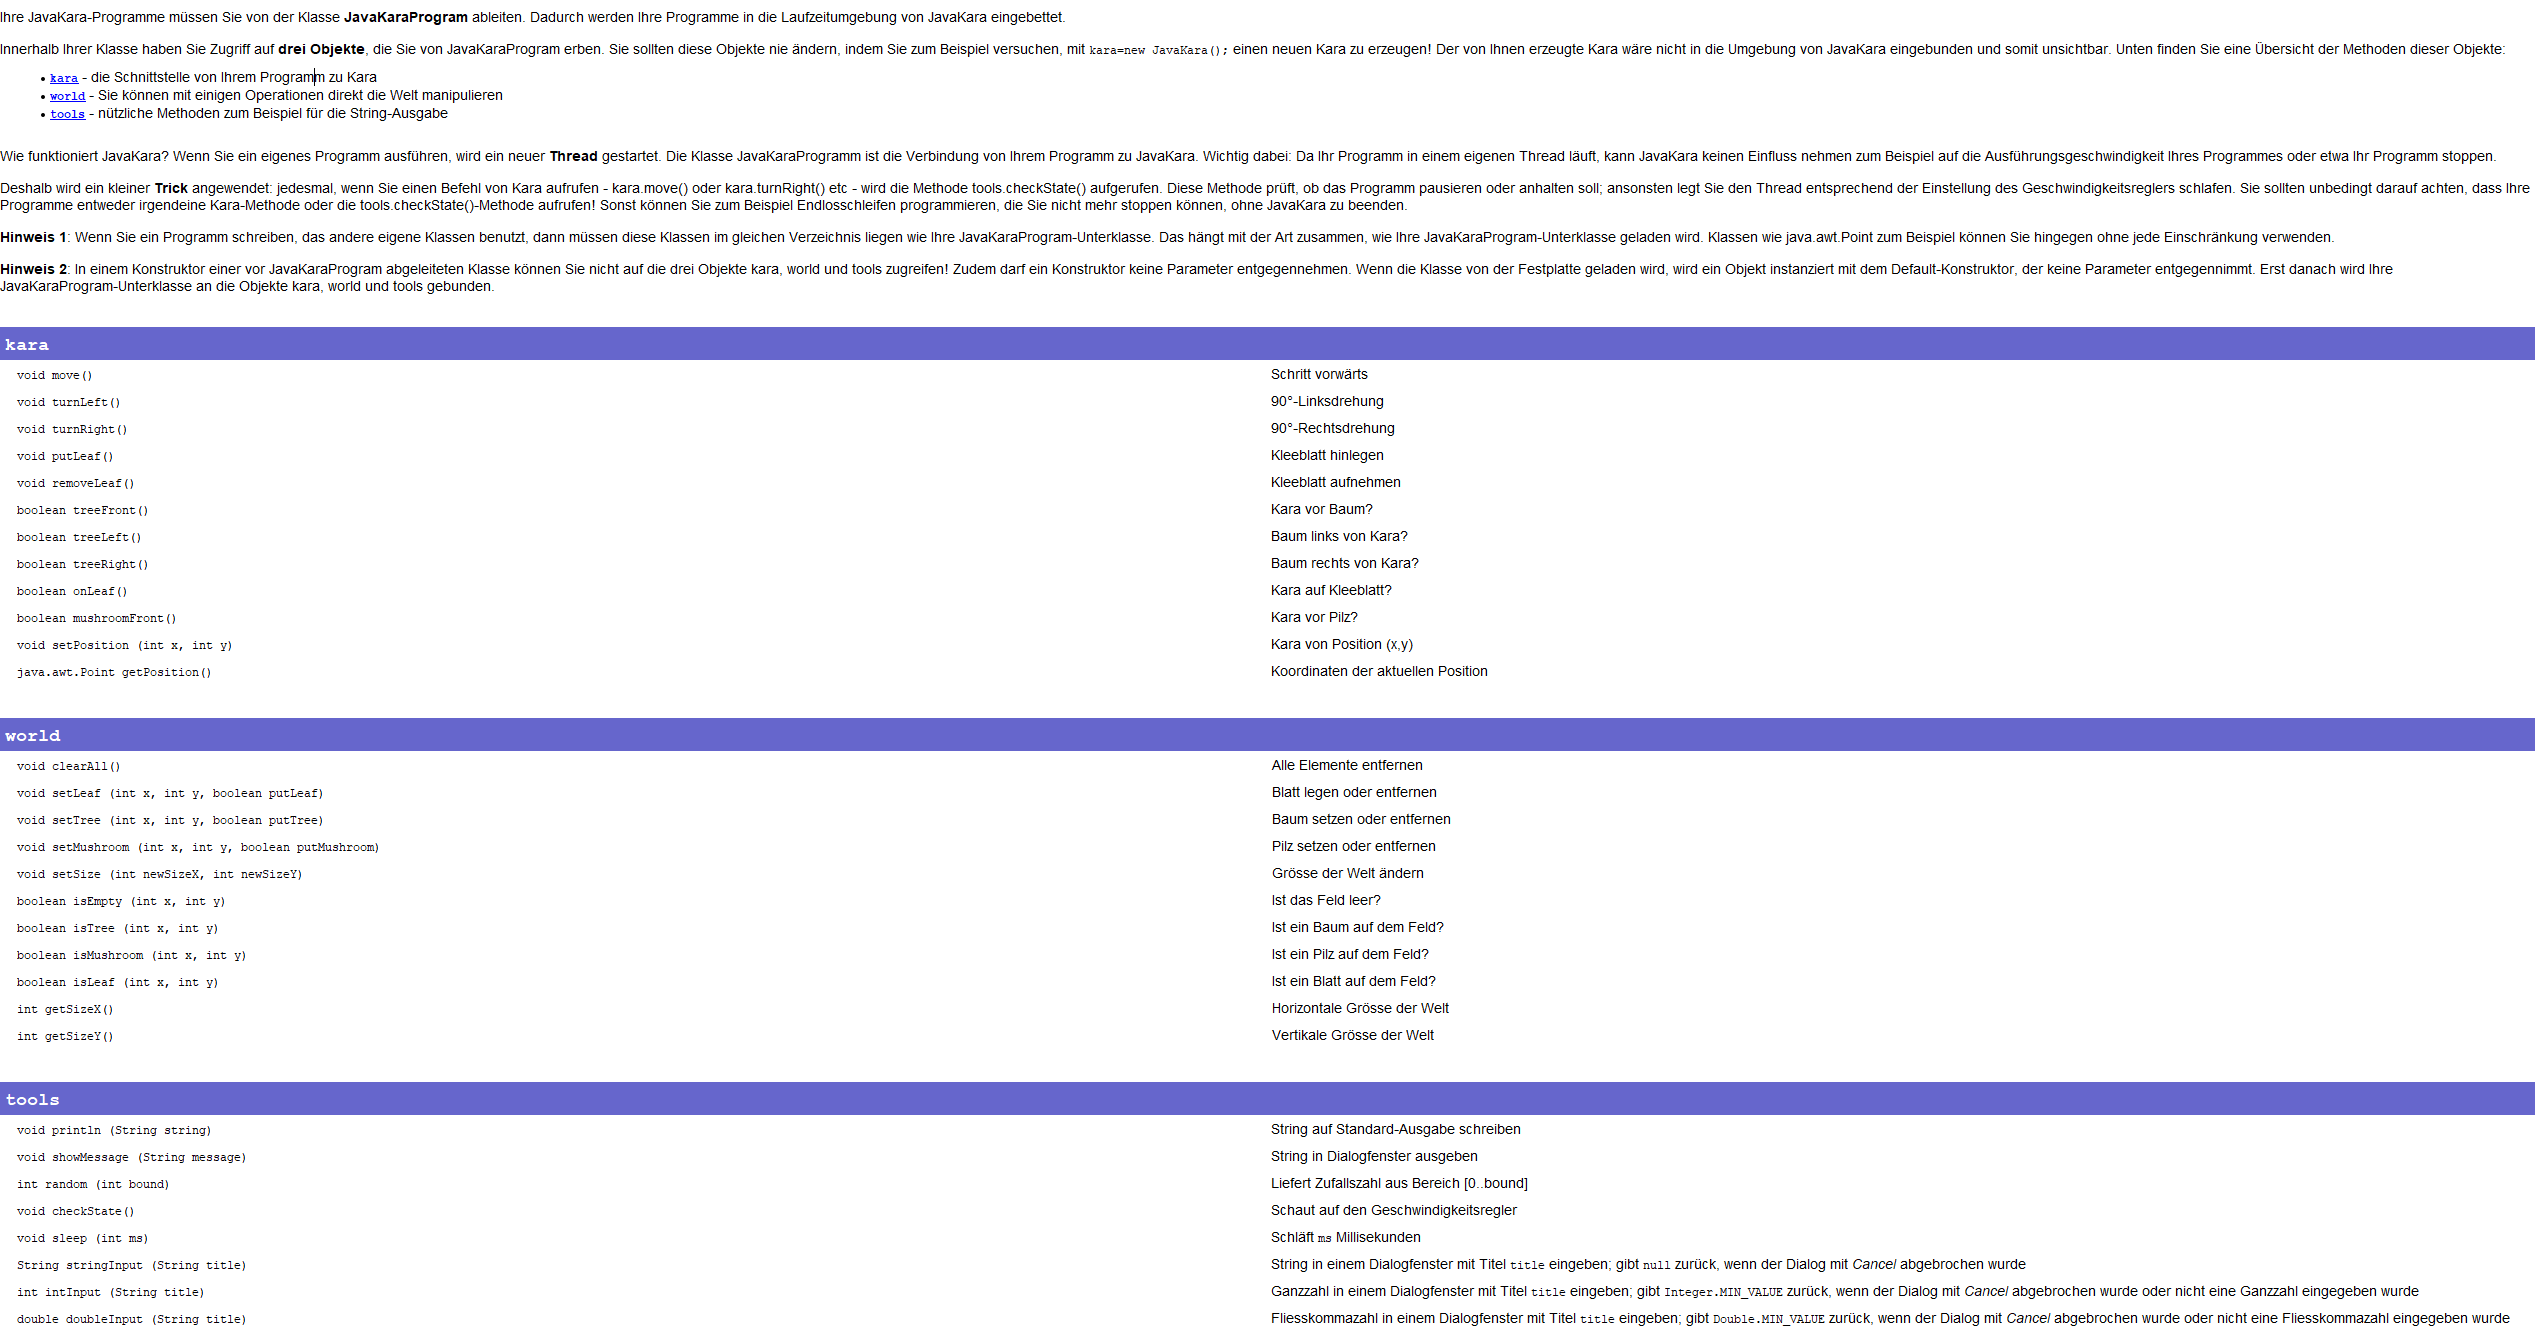 Ihre JavaKara-Programme müssen Sie von der Klasse JavaKaraProgram ableiten. Dadurch werden Ihre Programme in die Laufzeitumgebung von JavaKara eingebettet.
Innerhalb Ihrer Klasse haben Sie Zugriff auf drei Objekte, die Sie von JavaKaraProgram erben. Sie sollten diese Objekte nie ändern, indem Sie zum Beispiel versuchen, mit kara=new JavaKara(); einen neuen Kara zu erzeugen! Der von Ihnen erzeugte Kara wäre nicht in die Umgebung von JavaKara eingebunden und somit unsichtbar. Unten finden Sie eine Übersicht der Methoden dieser Objekte:
• kara - die Schnittstelle von Ihrem Programm zu Kara
• world - Sie können mit einigen Operationen direkt die Welt manipulieren
• tools - nützliche Methoden zum Beispiel für die String-Ausgabe
Wie funktioniert JavaKara? Wenn Sie ein eigenes Programm ausführen, wird ein neuer Thread gestartet. Die Klasse JavaKaraProgramm ist die Verbindung von Ihrem Programm zu JavaKara. Wichtig dabei: Da Ihr Programm in einem eigenen Thread läuft, kann JavaKara keinen Einfluss nehmen zum Beispiel auf die Ausführungsgeschwindigkeit Ihres Programmes oder etwa Ihr Programm stoppen.
Deshalb wird ein kleiner Trick angewendet: jedesmal, wenn Sie einen Befehl von Kara aufrufen - kara.move() oder kara.turnRight() etc - wird die Methode tools.checkState() aufgerufen. Diese Methode prüft, ob das Programm pausieren oder anhalten soll; ansonsten legt Sie den Thread entsprechend der Einstellung des Geschwindigkeitsreglers schlafen. Sie sollten unbedingt darauf achten, dass Ihre
Programme entweder irgendeine Kara-Methode oder die tools.checkState()-Methode aufrufen! Sonst können Sie zum Beispiel Endlosschleifen programmieren, die Sie nicht mehr stoppen können, ohne JavaKara zu beenden.
Hinweis 1: Wenn Sie ein Programm schreiben, das andere eigene Klassen benutzt, dann müssen diese Klassen im gleichen Verzeichnis liegen wie Ihre JavaKaraProgram-Unterklasse. Das hängt mit der Art zusammen, wie Ihre JavaKaraProgram-Unterklasse geladen wird. Klassen wie java.awt.Point zum Beispiel können Sie hingegen ohne jede Einschränkung verwenden.
Hinweis 2: In einem Konstruktor einer vor JavaKaraProgram abgeleiteten Klasse können Sie nicht auf die drei Objekte kara, world und tools zugreifen! Zudem darf ein Konstruktor keine Parameter entgegennehmen. Wenn die Klasse von der Festplatte geladen wird, wird ein Objekt instanziert mit dem Default-Konstruktor, der keine Parameter entgegennimmt. Erst danach wird Ihre
JavaKaraProgram-Unterklasse an die Objekte kara, world und tools gebunden.
kara
void move() Schritt vorwärts
void turnLeft() 90°-Linksdrehung
void turnRight() 90°-Rechtsdrehung
void putLeaf() Kleeblatt hinlegen
void removeLeaf() Kleeblatt aufnehmen
boolean treeFront() Kara vor Baum?
boolean treeLeft() Baum links von Kara?
boolean treeRight() Baum rechts von Kara?
boolean onLeaf() Kara auf Kleeblatt?
boolean mushroomFront() Kara vor Pilz?
void setPosition (int x, int y) Kara von Position (x,y)
java.awt.Point getPosition() Koordinaten der aktuellen Position
world
void clearAll() Alle Elemente entfernen
void setLeaf (int x, int y, boolean putLeaf) Blatt legen oder entfernen
void setTree (int x, int y, boolean putTree) Baum setzen oder entfernen
void setMushroom (int x, int y, boolean putMushroom) Pilz setzen oder entfernen
void setSize (int newSizeX, int newSizeY) Grösse der Welt ändern
boolean isEmpty (int x, int y) Ist das Feld leer?
boolean isTree (int x, int y) Ist ein Baum auf dem Feld?
boolean isMushroom (int x, int y) Ist ein Pilz auf dem Feld?
boolean isLeaf (int x, int y) Ist ein Blatt auf dem Feld?
int getSizeX() Horizontale Grösse der Welt
int getSizeY() Vertikale Grösse der Welt
tools
void println (String string) String auf Standard-Ausgabe schreiben
void showMessage (String message) String in Dialogfenster ausgeben
int random (int bound) Liefert Zufallszahl aus Bereich [0..bound]
void checkState() Schaut auf den Geschwindigkeitsregler
void sleep (int ms) Schläft ms Millisekunden
String stringInput (String title) String in einem Dialogfenster mit Titel title eingeben; gibt null zurück, wenn der Dialog mit Cancel abgebrochen wurde
int intInput (String title) Ganzzahl in einem Dialogfenster mit Titel title eingeben; gibt Integer.MIN_VALUE zurück, wenn der Dialog mit Cancel abgebrochen wurde oder nicht eine Ganzzahl eingegeben wurde
double doubleInput (String title) Fliesskommazahl in einem Dialogfenster mit Titel title eingeben; gibt Double.MIN_VALUE zurück, wenn der Dialog mit Cancel abgebrochen wurde oder nicht eine Fliesskommazahl eingegeben wurde